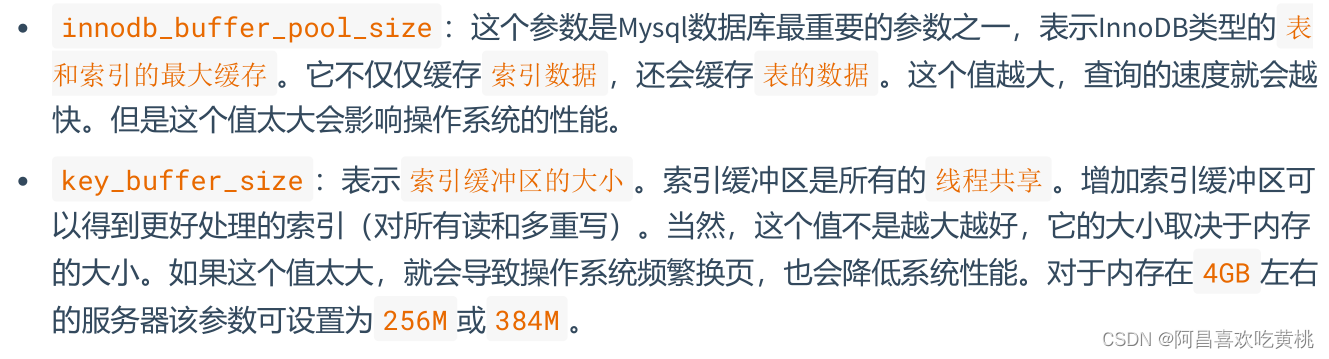 • innodb_buffer_pool_size：这个参数是Mysql数据库最重要的参数之一，表示InnoDB类型的 表
和索引的最大缓存 。它不仅仅缓存 索引数据 ，还会缓存 表的数据 。这个值越大，查询的速度就会越
快。但是这个值太大会影响操作系统的性能。
• key_buffer_size：表示 索引缓冲区的大小 。索引缓冲区是所有的 线程共享 。增加索引缓冲区可
以得到更好处理的索引（对所有读和多重写）。当然，这个值不是越大越好，它的大小取决于内存
的大小。如果这个值太大，就会导致操作系统频繁换页，也会降低系统性能。对于内存在 4GB 左右
的服务器该参数可设置为 256M 或 384M 。
CSDN @阿昌喜欢吃黄桃